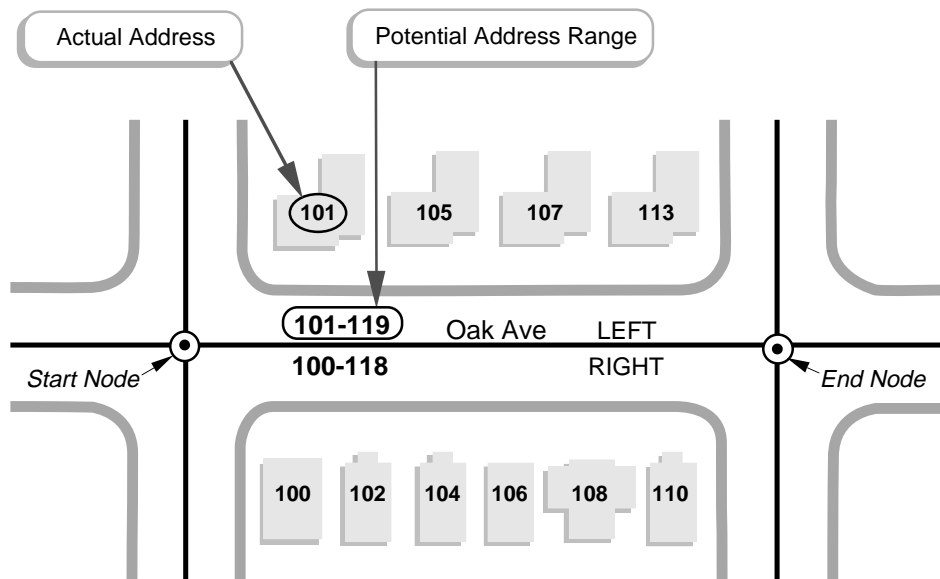 Actual Address
Potential Address Range
101
105
107
113
101-119
Oak Ave
LEFT
100-118
RIGHT
Start Node
End Node
100
102
104
106
108
110